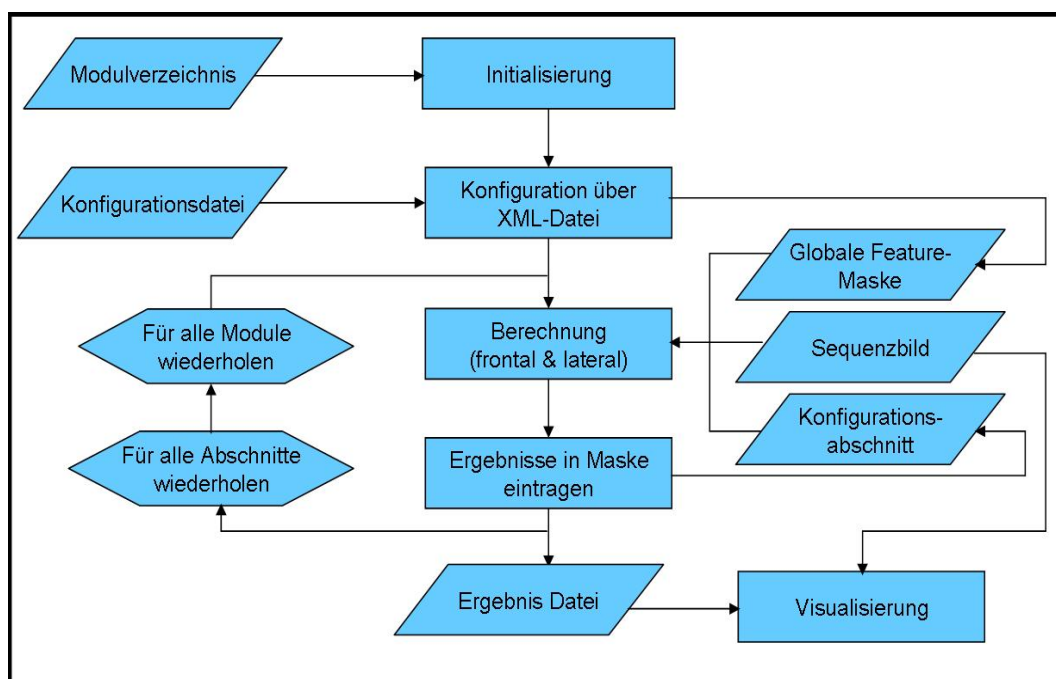 Modulverzeichnis
Initialisierung
Konfigurationsdatei
Konfiguration über
XML-Datei
Globale Feature-
Maske
Für alle Module
wiederholen
Berechnung
(frontal & lateral)
Sequenzbild
Für alle Abschnitte
wiederholen
Ergebnisse in Maske
eintragen
Konfigurations-
abschnitt
Ergebnis Datei
Visualisierung